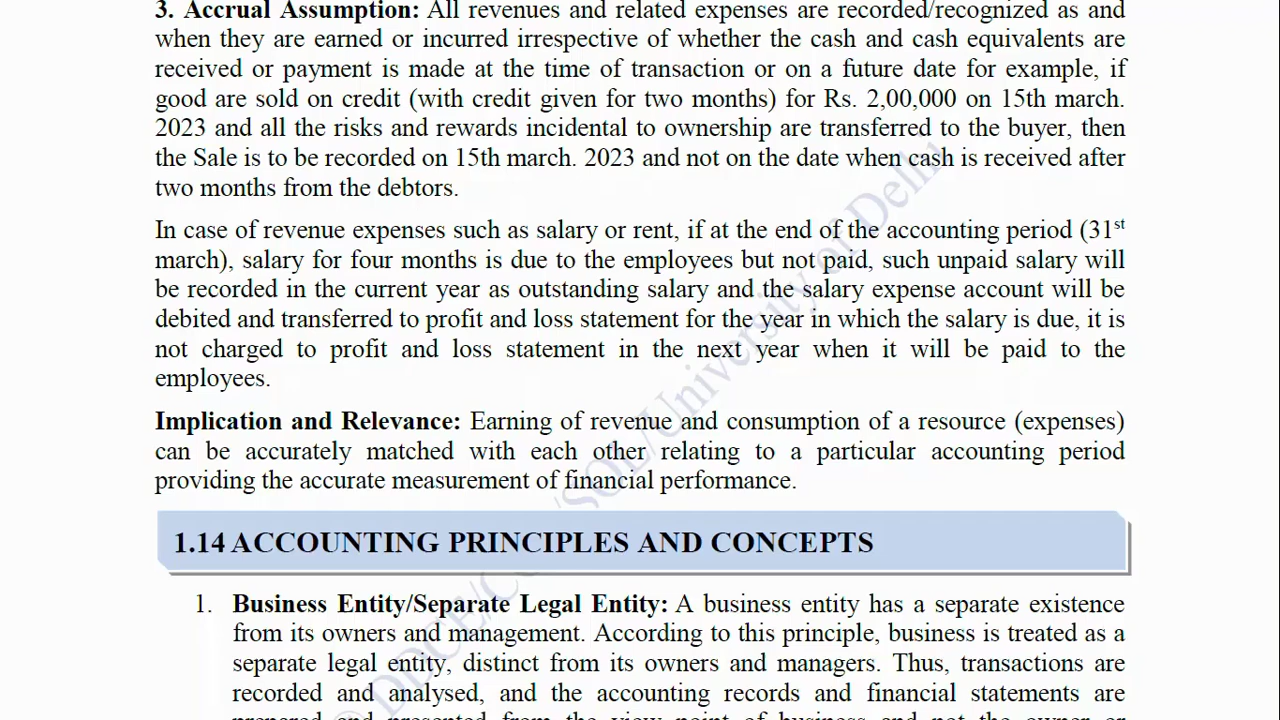 3. Accrual Assumption: All revenues and related expenses are recorded/recognized as and
when they are earned or incurred irrespective of whether the cash and cash equivalents are
received or payment is made at the time of transaction or on a future date for example, if
good are sold on credit (with credit given for two months) for Rs. 2,00,000 on 15th march.
2023 and all the risks and rewards incidental to ownership are transferred to the buyer, then
the Sale is to be recorded on 15th march. 2023 and not on the date when cash is received after
two months from the debtors.
In case of revenue expenses such as salary or rent, if at the end of the accounting period (31st
march), salary for four months is due to the employees but not paid, such unpaid salary will
be recorded in the current year as outstanding salary and the salary expense account will be
debited and transferred to profit and loss statement for the year in which the salary is due, it is
not charged to profit and loss statement in the next year when it will be paid to the
employees.
Implication and Relevance: Earning of revenue and consumption of a resource (expenses)
can be accurately matched with each other relating to a particular accounting period
providing the accurate measurement of financial performance.
1.14 ACCOUNTING PRINCIPLES AND CONCEPTS
1. Business Entity/Separate Legal Entity: A business entity has a separate existence
from its owners and management. According to this principle, business is treated as a
separate legal entity, distinct from its owners and managers. Thus, transactions are
recorded and analysed, and the accounting records and financial statements are
prepared and presented from the view point of business and not the owner or